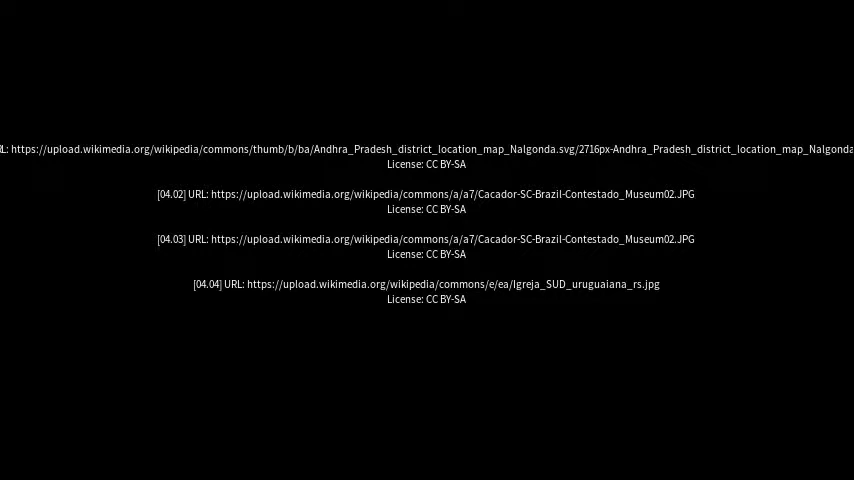 L: https://upload.wikimedia.org/wikipedia/commons/thumb/b/ba/Andhra_Pradesh_district_location_map_Nalgonda.svg/2716px-Andhra_Pradesh_district_location_map_Nalgonda
License: CC BY-SA
[04.02] URL: https://upload.wikimedia.org/wikipedia/commons/a/a7/Cacador-SC-Brazil-Contestado_Museum02.JPG
License: CC BY-SA
[04.03] URL: https://upload.wikimedia.org/wikipedia/commons/a/a7/Cacador-SC-Brazil-Contestado_Museum02.JPG
License: CC BY-SA
[04.04] URL: https://upload.wikimedia.org/wikipedia/commons/e/ea/Igreja_SUD_uruguaiana_rs.jpg
License: CC BY-SA